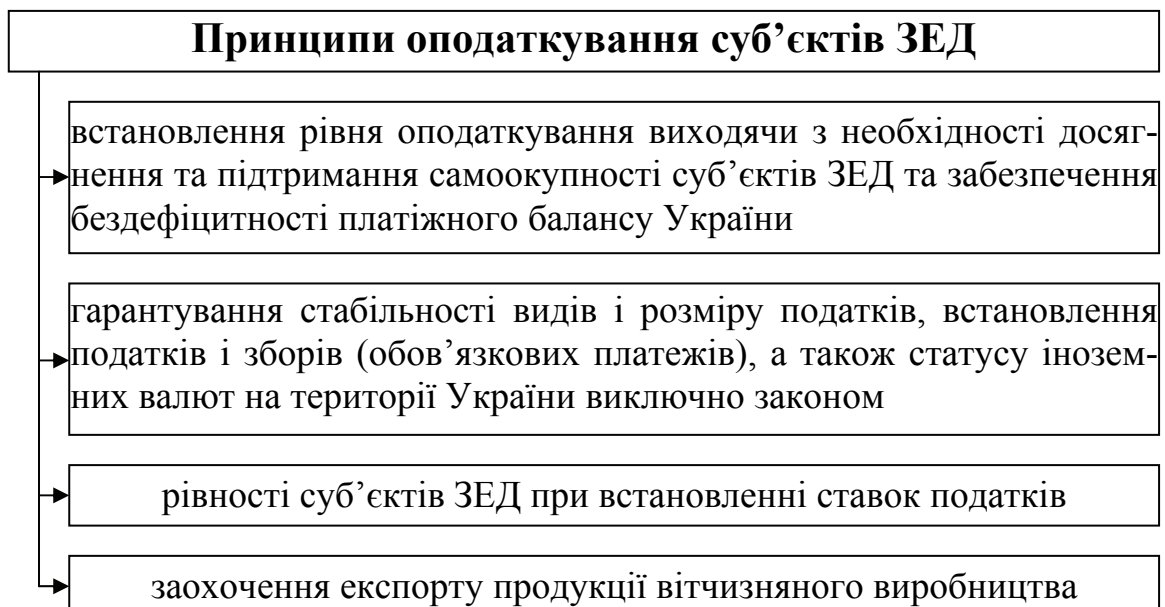 Принципи оподаткування суб’єктів ЗЕД
встановлення рівня оподаткування виходячи з необхідності досяг-
нення та підтримання самоокупності суб’єктів ЗЕД та забезпечення
бездефіцитності платіжного балансу України
гарантування стабільності видів і розміру податків, встановлення
податків і зборів (обов’язкових платежів), а також статусу інозем-
них валют на території України виключно законом
рівності суб’єктів ЗЕД при встановленні ставок податків
заохочення експорту продукції вітчизняного виробництва